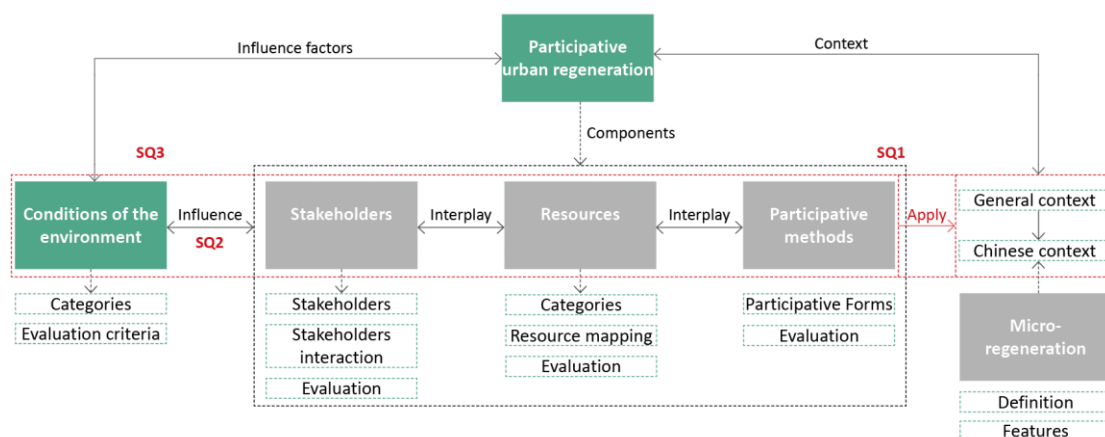 Participative
urban regeneration
Influence factors
Context
Components
SQ3
SQ1
Conditions of the
environment
Influence
SQ2
Stakeholders
Interplay
Resources
Interplay
Participative
methods
Apply
General context
Chinese context
Categories
Evaluation criteria
Stakeholders
Stakeholders
interaction
Evaluation
Categories
Resource mapping
Evaluation
Participative Forms
Evaluation
Micro-
regeneration
Definition
Features